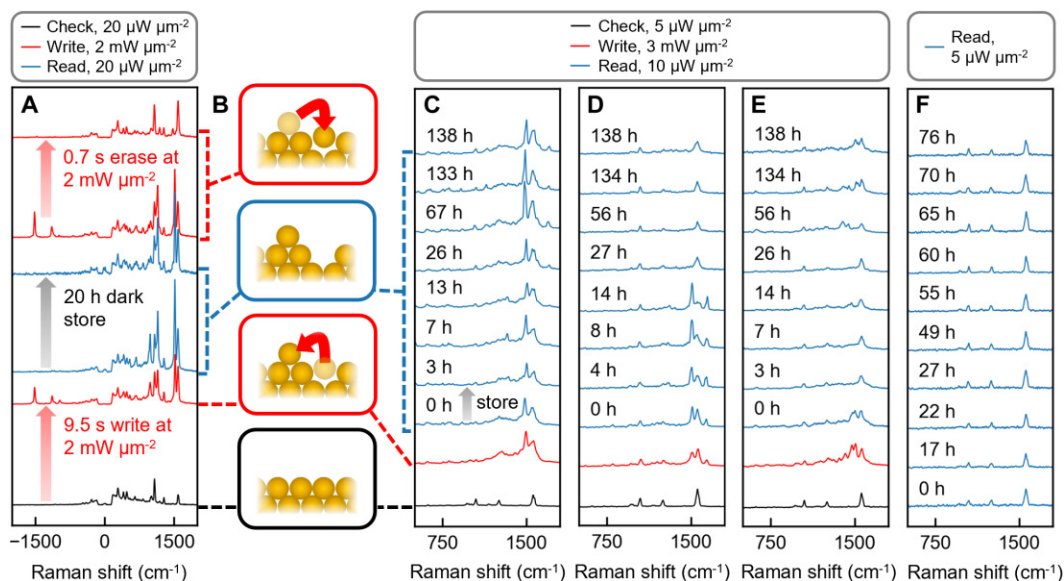 Check, 20 µW µm⁻²
Write, 2 mW µm⁻²
Read, 20 µW µm⁻²
Check, 5 µW µm⁻²
Write, 3 mW µm⁻²
Read, 10 µW µm⁻²
Read,
5 µW µm⁻²
A
0.7 s erase at
2 mW µm⁻²
20 h dark
store
9.5 s write at
2 mW µm⁻²
−1500 0 1500
Raman shift (cm⁻¹)
B
C
138 h
133 h
67 h
26 h
13 h
7 h
3 h
0 h
store
750 1500
Raman shift (cm⁻¹)
D
138 h
134 h
56 h
27 h
14 h
8 h
4 h
0 h
750 1500
Raman shift (cm⁻¹)
E
138 h
134 h
56 h
26 h
14 h
7 h
3 h
0 h
750 1500
Raman shift (cm⁻¹)
F
76 h
70 h
65 h
60 h
55 h
49 h
27 h
22 h
17 h
0 h
750 1500
Raman shift (cm⁻¹)